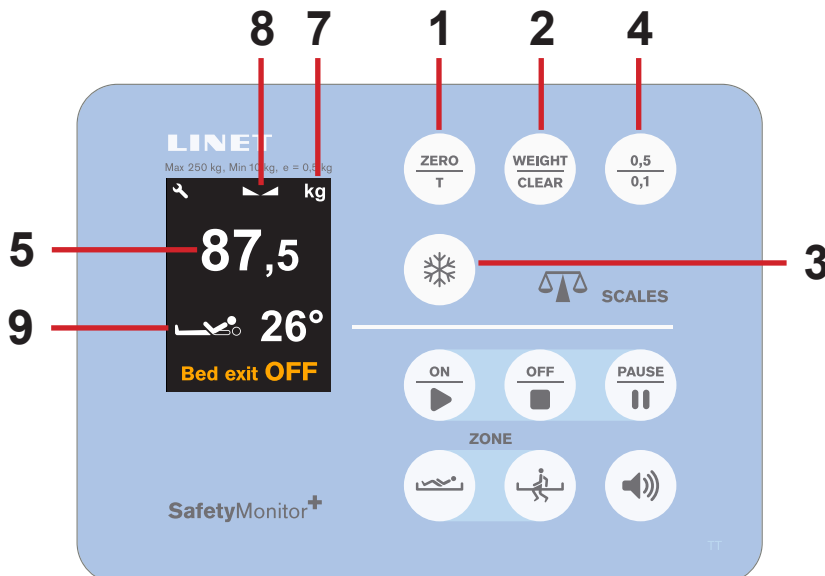 8 7 1 2 4
LINET
Max 250 kg, Min 10 kg, e = 0,5 kg
ZERO
T
WEIGHT
CLEAR
0,5
0,1
kg
5
87,5
3
SCALES
9
26°
Bed exit OFF
ON
OFF
PAUSE
ZONE
SafetyMonitor+
TT